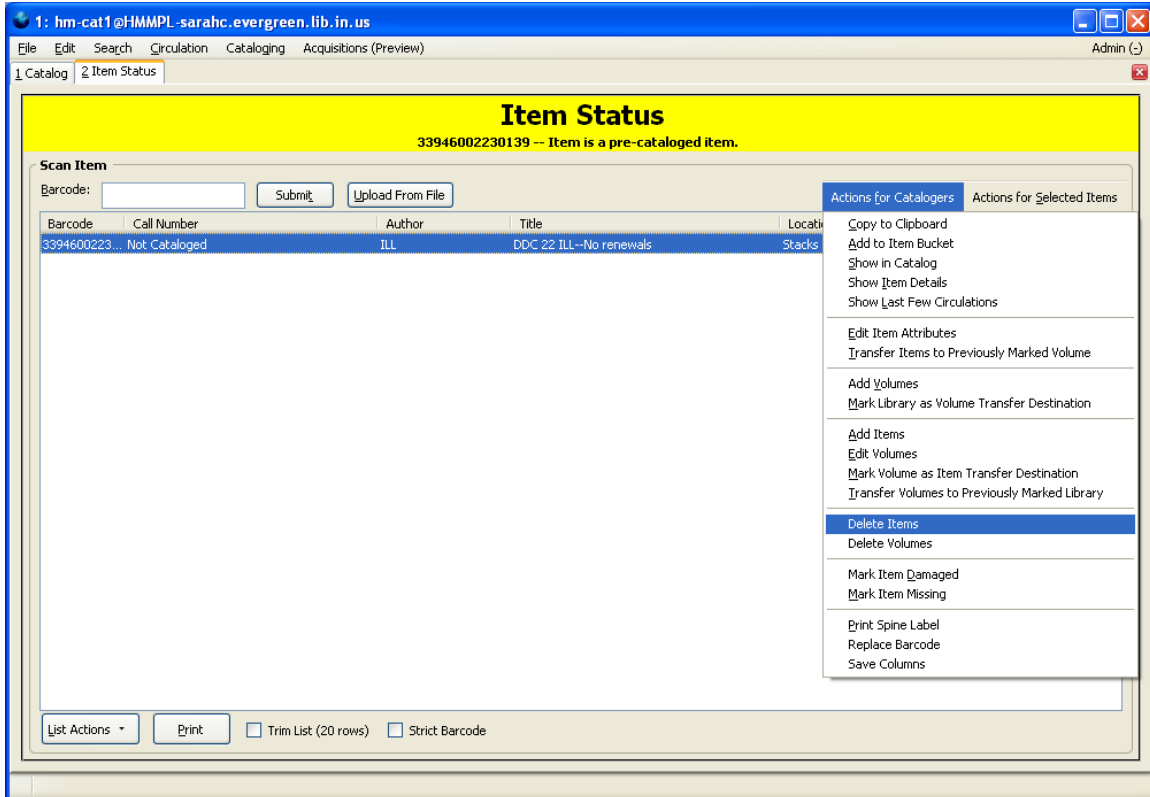 1: hm-cat1@HMMPL-sarahc.evergreen.lib.in.us
File Edit Search Circulation Cataloging Acquisitions (Preview) Admin (-)
1 Catalog 2 Item Status
Item Status
33946002230139 -- Item is a pre-cataloged item.
Scan Item
Barcode: Submit Upload From File Actions for Catalogers Actions for Selected Items
Barcode Call Number Author Title Locati
3394600223... Not Cataloged ILL DDC 22 ILL--No renewals Stacks
Copy to Clipboard
Add to Item Bucket
Show in Catalog
Show Item Details
Show Last Few Circulations
Edit Item Attributes
Transfer Items to Previously Marked Volume
Add Volumes
Mark Library as Volume Transfer Destination
Add Items
Edit Volumes
Mark Volume as Item Transfer Destination
Transfer Volumes to Previously Marked Library
Delete Items
Delete Volumes
Mark Item Damaged
Mark Item Missing
Print Spine Label
Replace Barcode
Save Columns
List Actions Print Trim List (20 rows) Strict Barcode